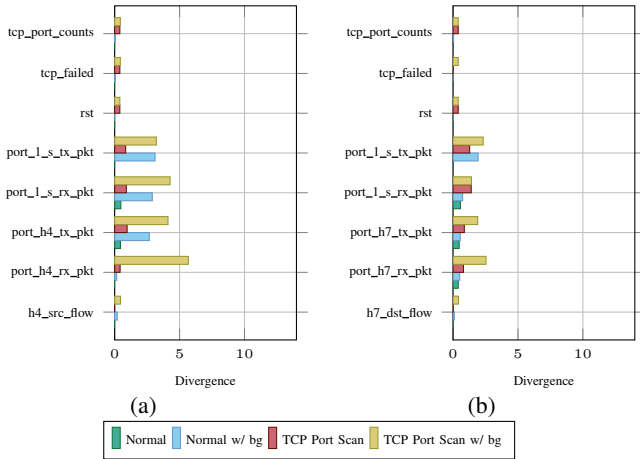 tcp_port_counts
tcp_failed
rst
port_1_s_tx_pkt
port_1_s_rx_pkt
port_h4_tx_pkt
port_h4_rx_pkt
h4_src_flow
0 5 10
Divergence
(a)
tcp_port_counts
tcp_failed
rst
port_1_s_tx_pkt
port_1_s_rx_pkt
port_h7_tx_pkt
port_h7_rx_pkt
h7_dst_flow
0 5 10
Divergence
(b)
Normal Normal w/ bg TCP Port Scan TCP Port Scan w/ bg